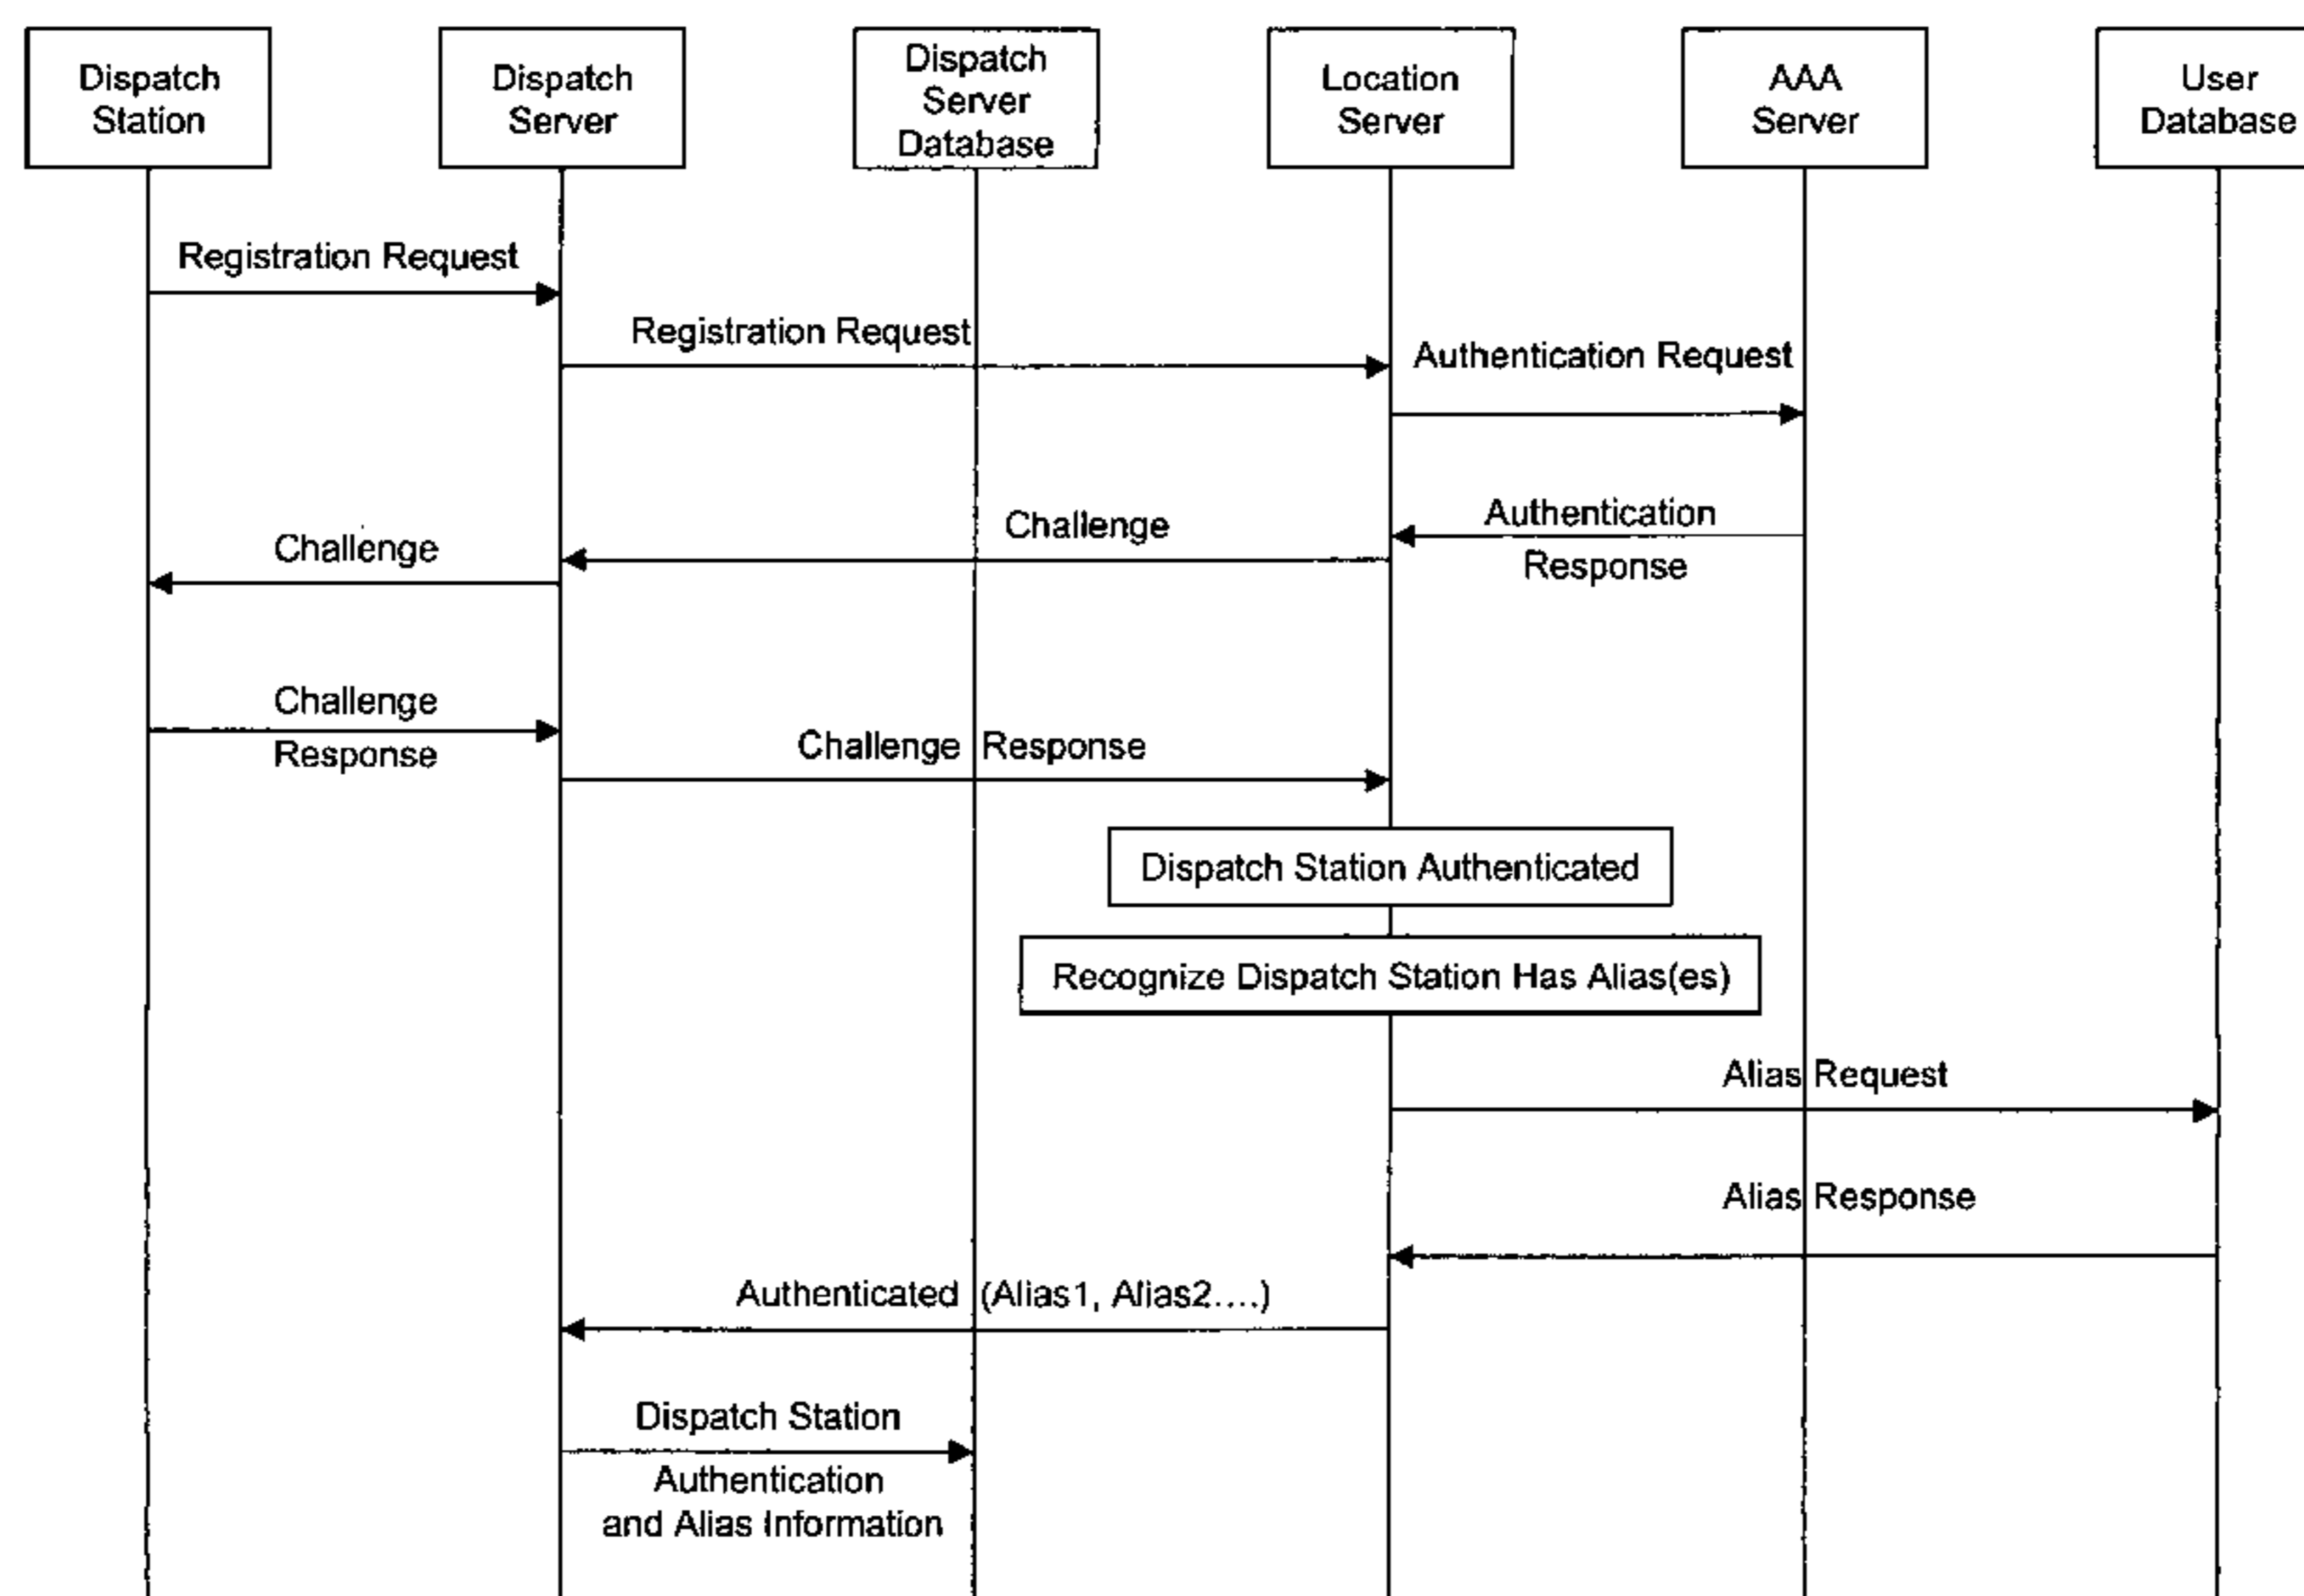 Dispatch
Station
Dispatch
Server
Dispatch
Server
Database
Location
Server
AAA
Server
User
Database
Registration Request
Registration Request
Authentication Request
Authentication
Response
Challenge
Challenge
Challenge
Response
Challenge Response
Dispatch Station Authenticated
Recognize Dispatch Station Has Alias(es)
Alias Request
Alias Response
Authenticated (Alias1, Alias2....)
Dispatch Station
Authentication
and Alias Information